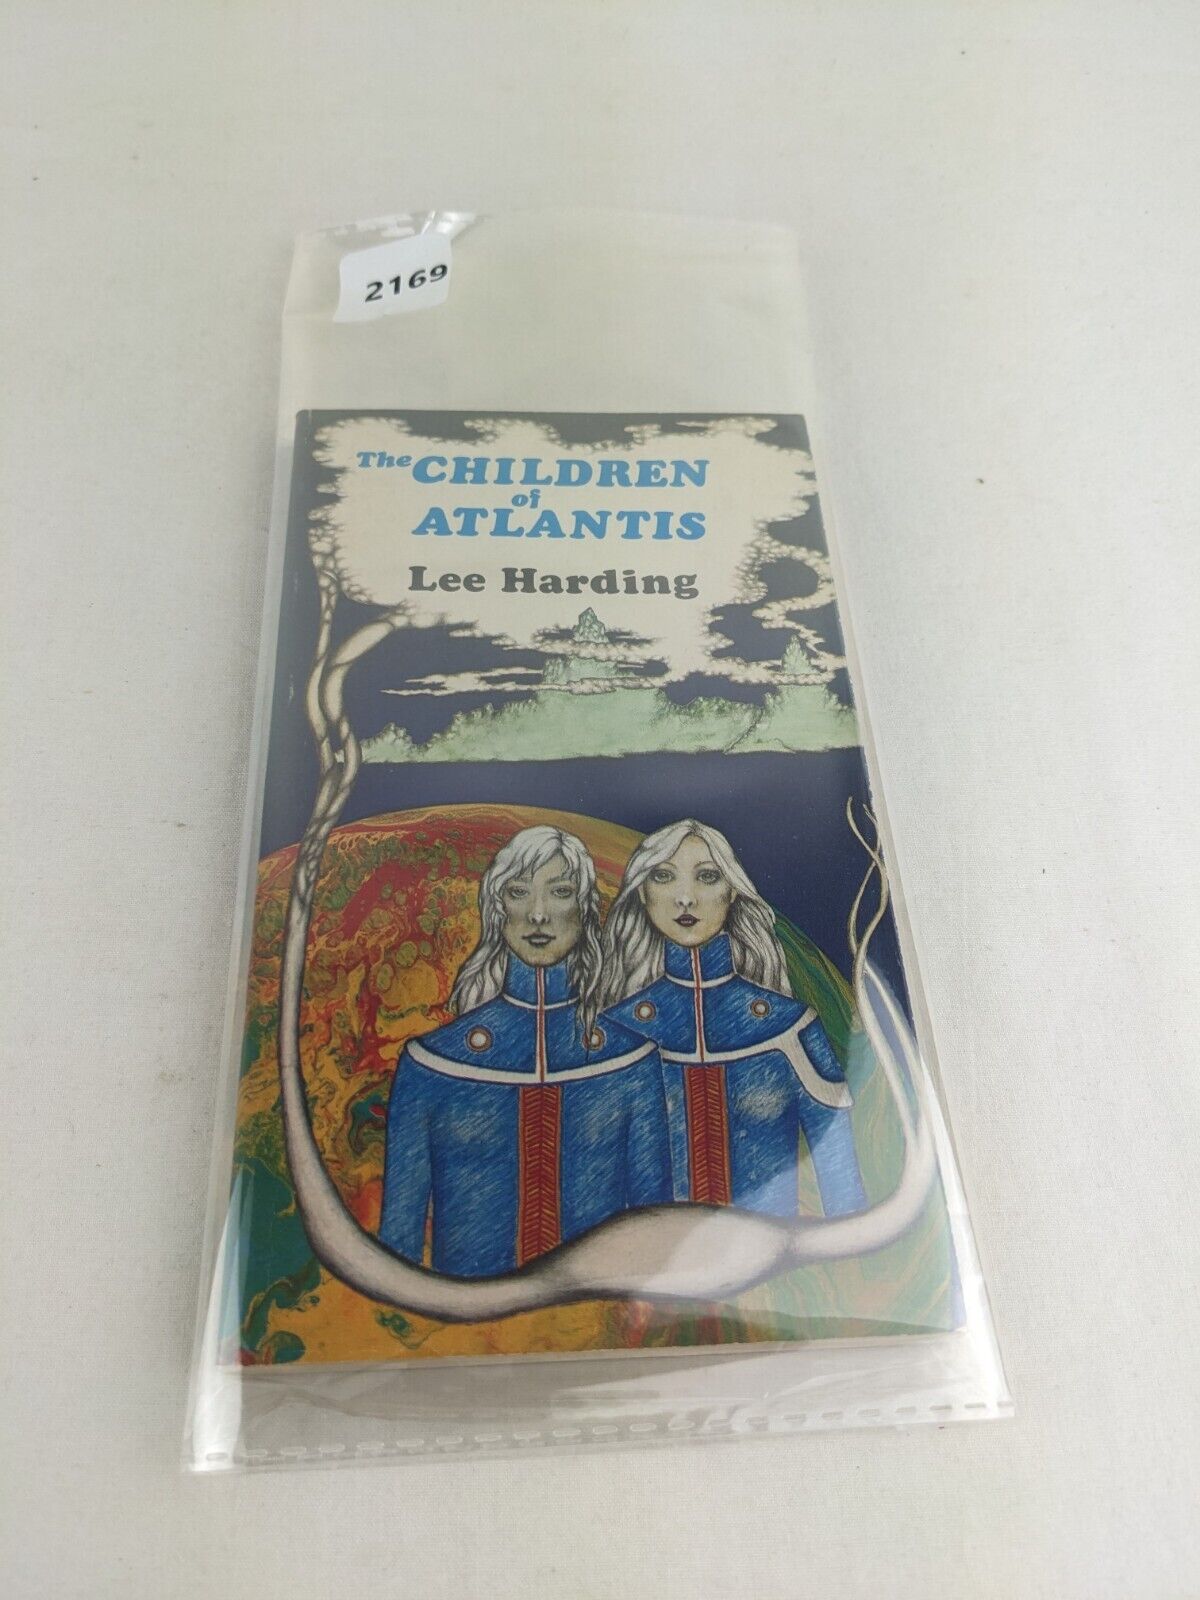 2169
The CHILDREN
of
ATLANTIS
Lee Harding